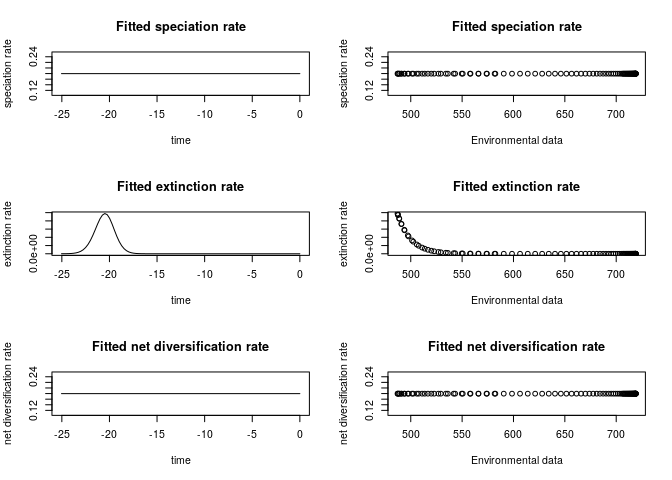 Fitted speciation rate
speciation rate
0.12 0.24
-25 -20 -15 -10 -5 0
time
Fitted speciation rate
speciation rate
0.12 0.24
500 550 600 650 700
Environmental data
Fitted extinction rate
extinction rate
0.0e+00
-25 -20 -15 -10 -5 0
time
Fitted extinction rate
extinction rate
0.0e+00
500 550 600 650 700
Environmental data
Fitted net diversification rate
net diversification rate
0.12 0.24
-25 -20 -15 -10 -5 0
time
Fitted net diversification rate
net diversification rate
0.12 0.24
500 550 600 650 700
Environmental data